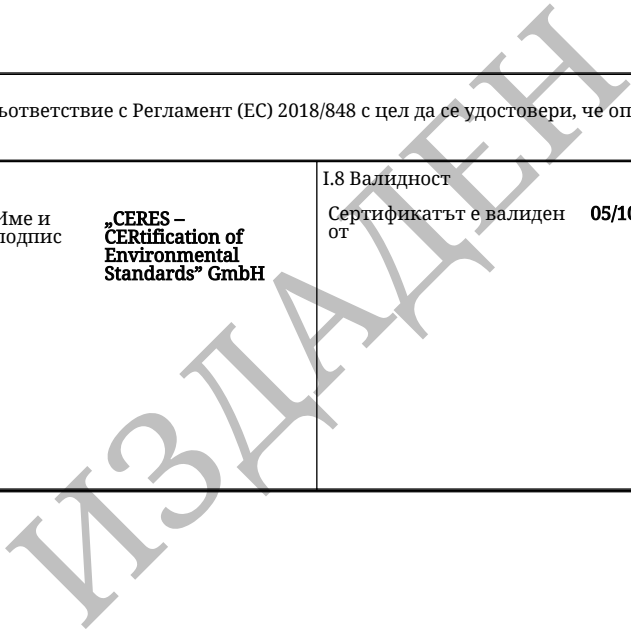 ъответствие с Регламент (ЕС) 2018/848 с цел да се удостовери, че оп
Име и
подпис
„CERES –
CERtification of
Environmental
Standards” GmbH
I.8 Валидност
Сертификатът е валиден
от
05/10
ИЗДАДЕН